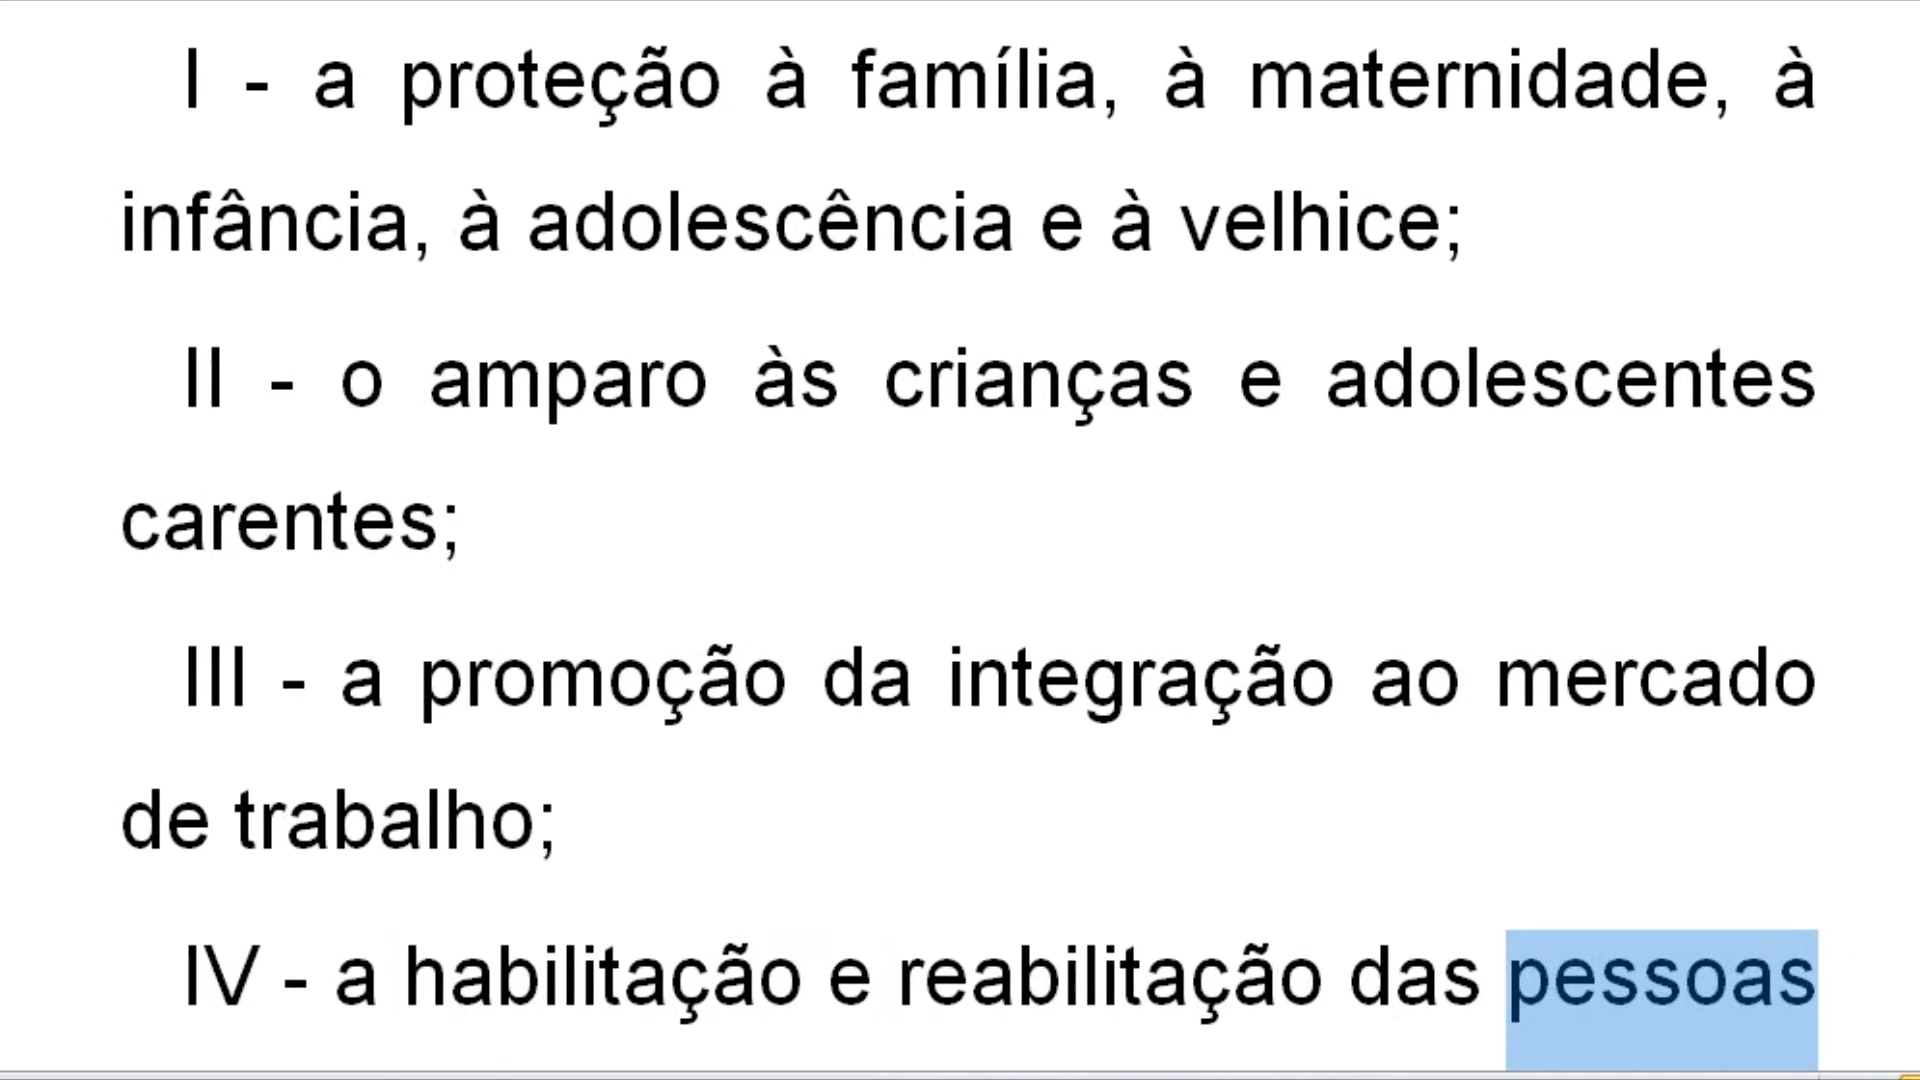 I - a proteção à família, à maternidade, à
infância, à adolescência e à velhice;
II - o amparo às crianças e adolescentes
carentes;
III - a promoção da integração ao mercado
de trabalho;
IV - a habilitação e reabilitação das pessoas